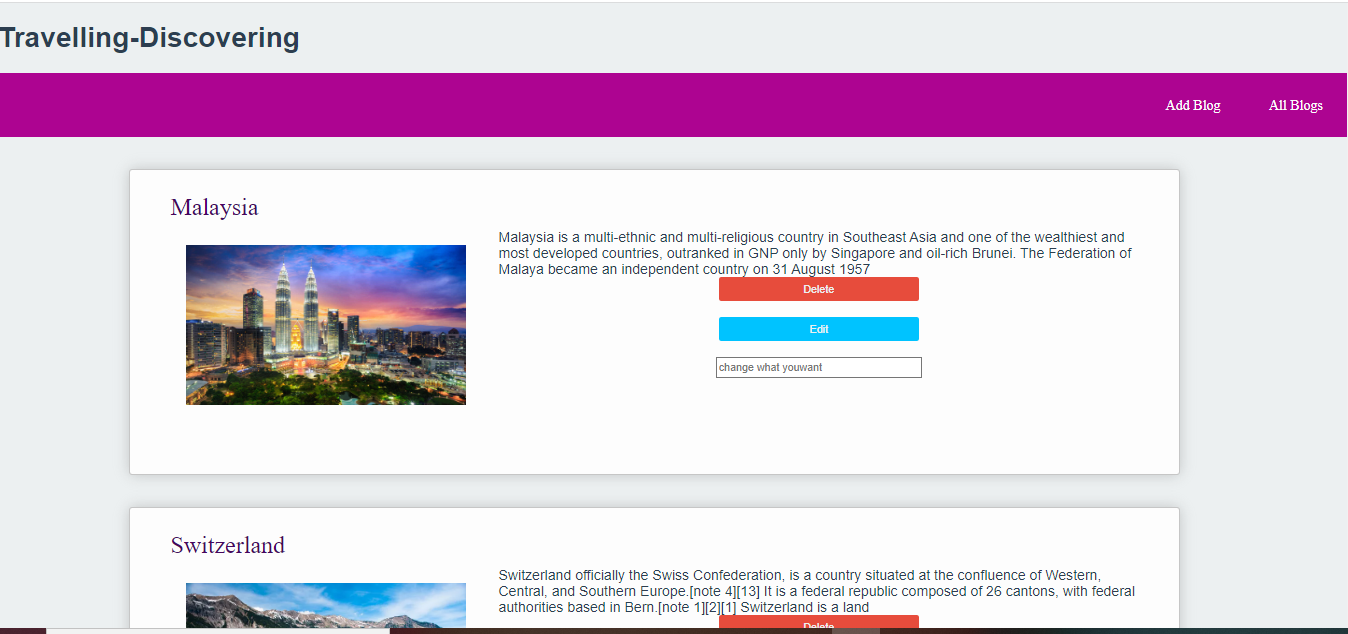 Travelling-Discovering
Add Blog
All Blogs
Malaysia
Malaysia is a multi-ethnic and multi-religious country in Southeast Asia and one of the wealthiest and
most developed countries, outranked in GNP only by Singapore and oil-rich Brunei. The Federation of
Malaya became an independent country on 31 August 1957
Delete
Edit
change what youwant
Switzerland
Switzerland officially the Swiss Confederation, is a country situated at the confluence of Western,
Central, and Southern Europe.[note 4][13] It is a federal republic composed of 26 cantons, with federal
authorities based in Bern.[note 1][2][1] Switzerland is a land
Delete